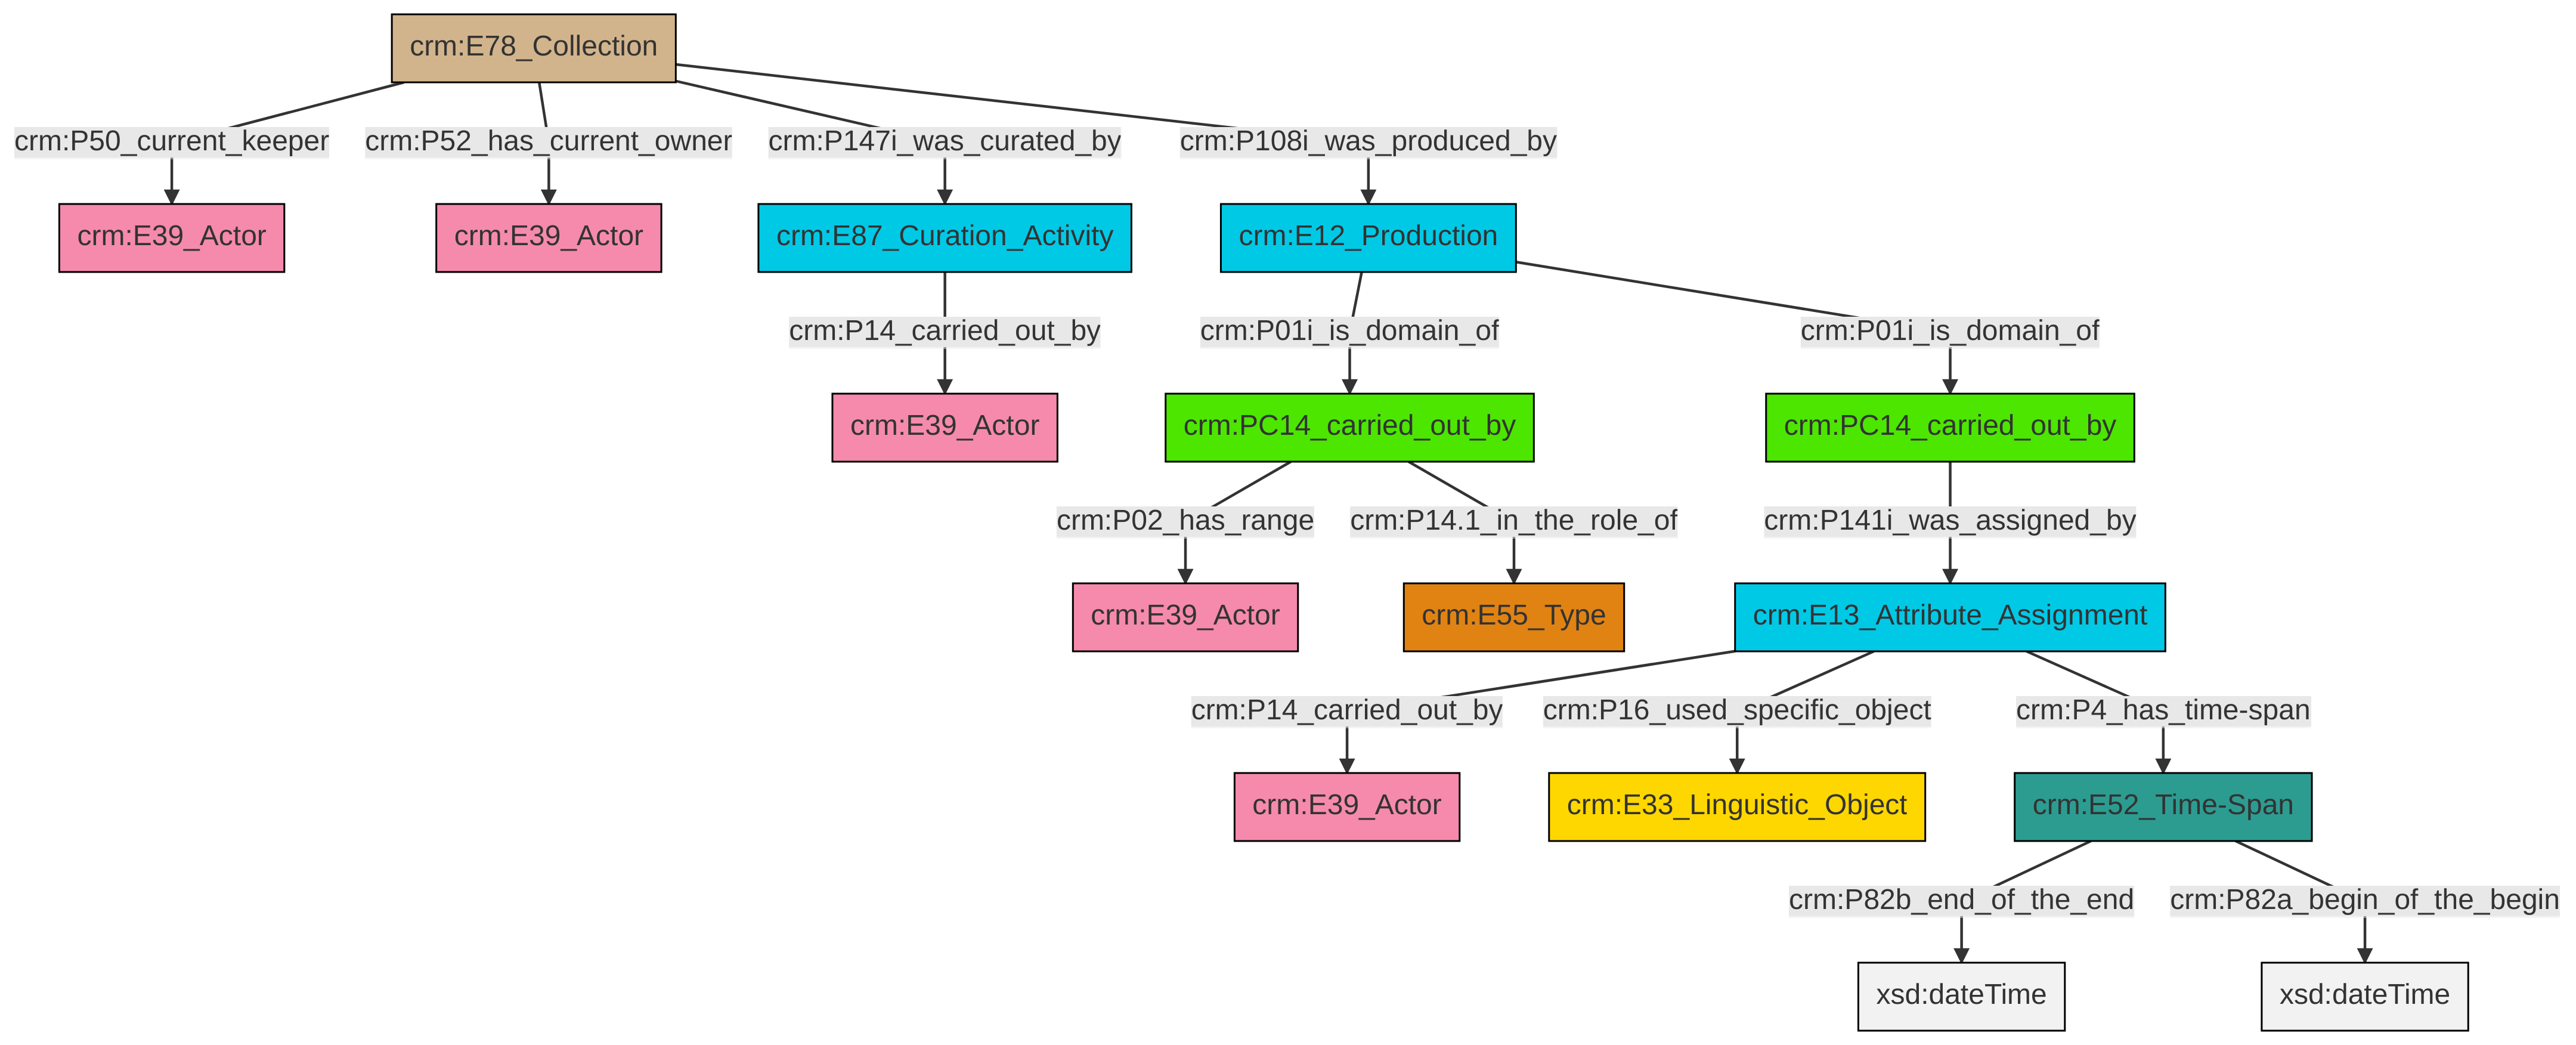 crm:E78_Collection
crm:P50_current_keeper
crm:P52_has_current_owner
crm:P147i_was_curated_by
crm:P108i_was_produced_by
crm:E39_Actor
crm:E39_Actor
crm:E87_Curation_Activity
crm:E12_Production
crm:P14_carried_out_by
crm:P01i_is_domain_of
crm:P01i_is_domain_of
crm:E39_Actor
crm:PC14_carried_out_by
crm:PC14_carried_out_by
crm:P02_has_range
crm:P14.1_in_the_role_of
crm:P141i_was_assigned_by
crm:E39_Actor
crm:E55_Type
crm:E13_Attribute_Assignment
crm:P14_carried_out_by
crm:P16_used_specific_object
crm:P4_has_time-span
crm:E39_Actor
crm:E33_Linguistic_Object
crm:E52_Time-Span
crm:P82b_end_of_the_end
crm:P82a_begin_of_the_begin
xsd:dateTime
xsd:dateTime